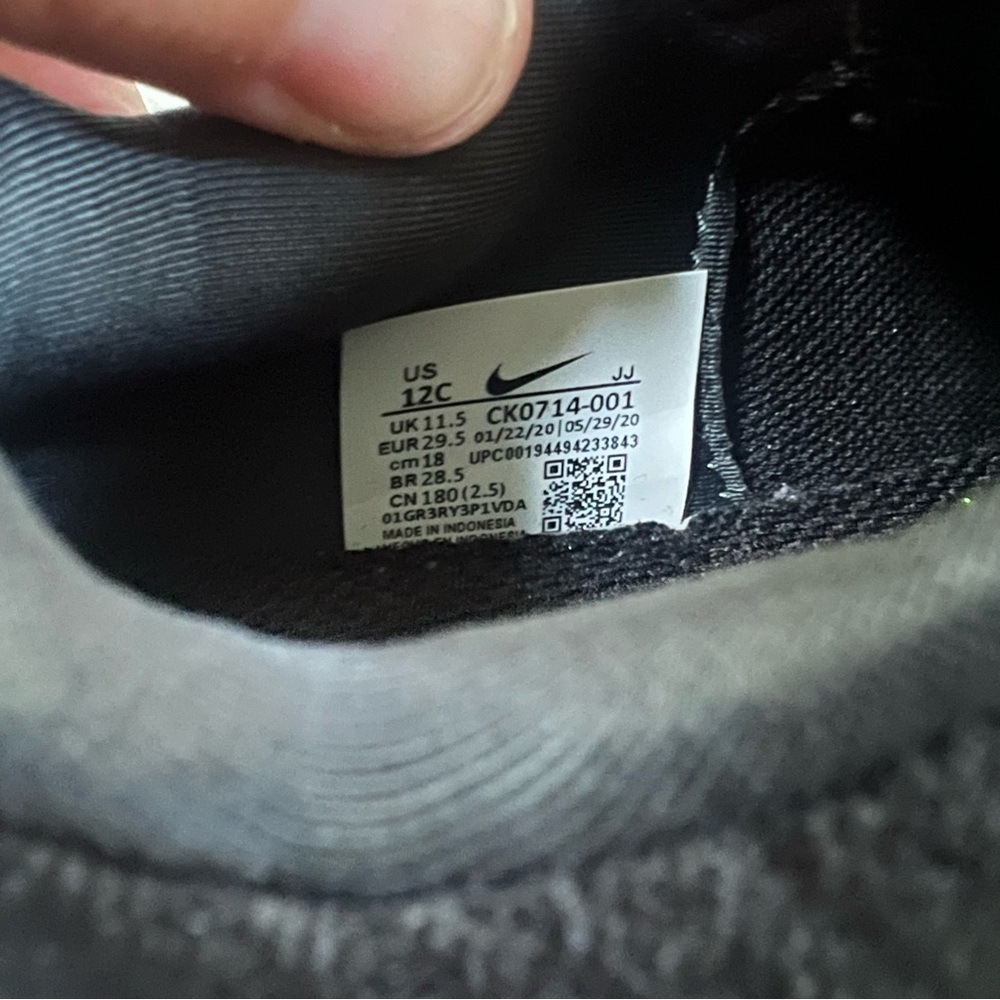 US
12C
JJ
UK 11.5 CK0714-001
EUR 29.5 01/22/20|05/29/20
cm 18 UPC00194494233843
BR 28.5
CN 180 (2.5)
01GR3RY3P1VDA
MADE IN INDONESIA